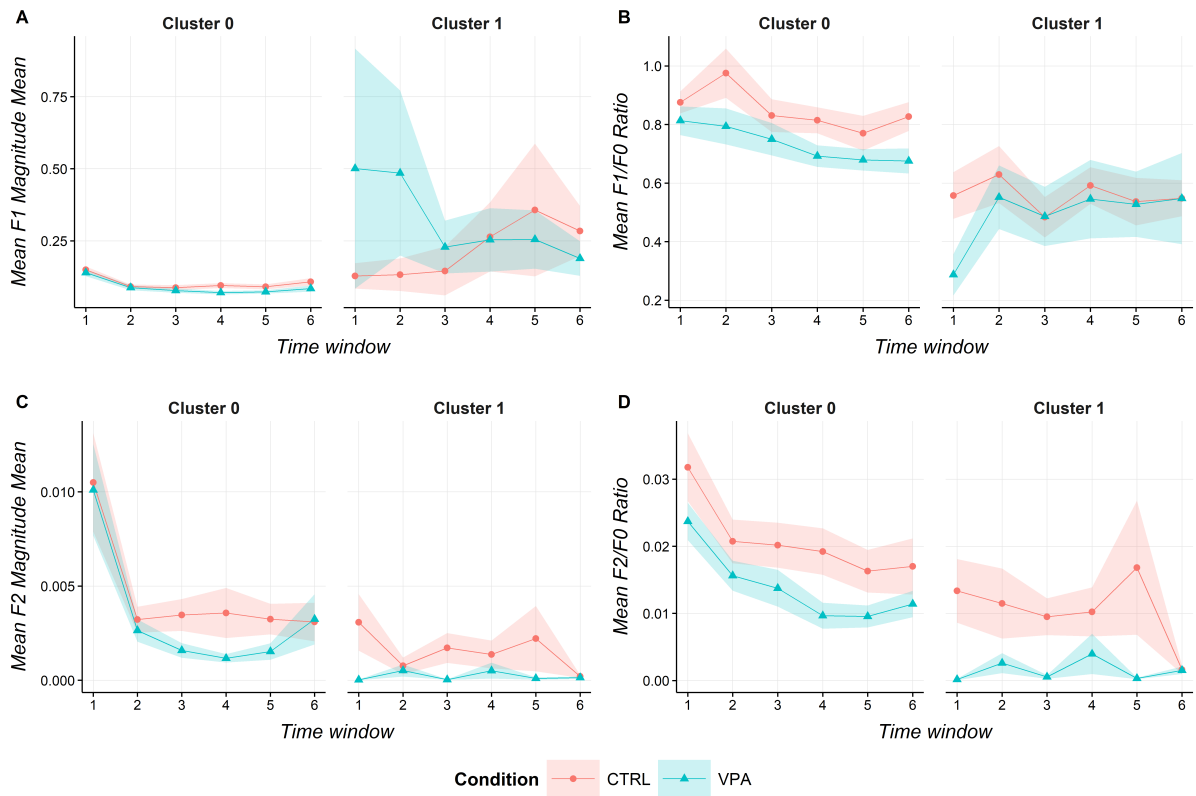 A
Cluster 0
Cluster 1
Mean F1 Magnitude Mean
0.75
0.50
0.25
1 2 3 4 5 6
1 2 3 4 5 6
Time window
B
Cluster 0
Cluster 1
Mean F1/F0 Ratio
1.0
0.8
0.6
0.4
0.2
1 2 3 4 5 6
1 2 3 4 5 6
Time window
C
Cluster 0
Cluster 1
Mean F2 Magnitude Mean
0.010
0.005
0.000
1 2 3 4 5 6
1 2 3 4 5 6
Time window
D
Cluster 0
Cluster 1
Mean F2/F0 Ratio
0.03
0.02
0.01
0.00
1 2 3 4 5 6
1 2 3 4 5 6
Time window
Condition CTRL VPA